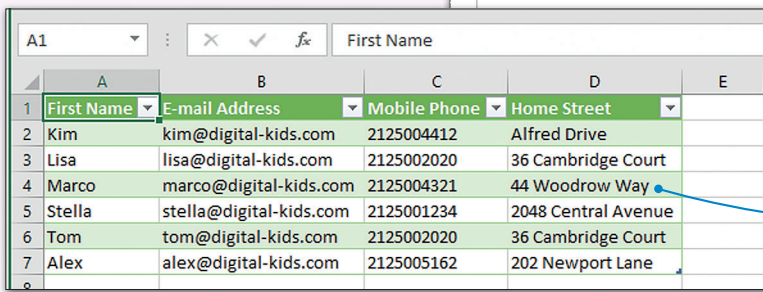 A1 fx First Name
A B C D E
1 First Name E-mail Address Mobile Phone Home Street
2 Kim kim@digital-kids.com 2125004412 Alfred Drive
3 Lisa lisa@digital-kids.com 2125002020 36 Cambridge Court
4 Marco marco@digital-kids.com 2125004321 44 Woodrow Way
5 Stella stella@digital-kids.com 2125001234 2048 Central Avenue
6 Tom tom@digital-kids.com 2125002020 36 Cambridge Court
7 Alex alex@digital-kids.com 2125005162 202 Newport Lane